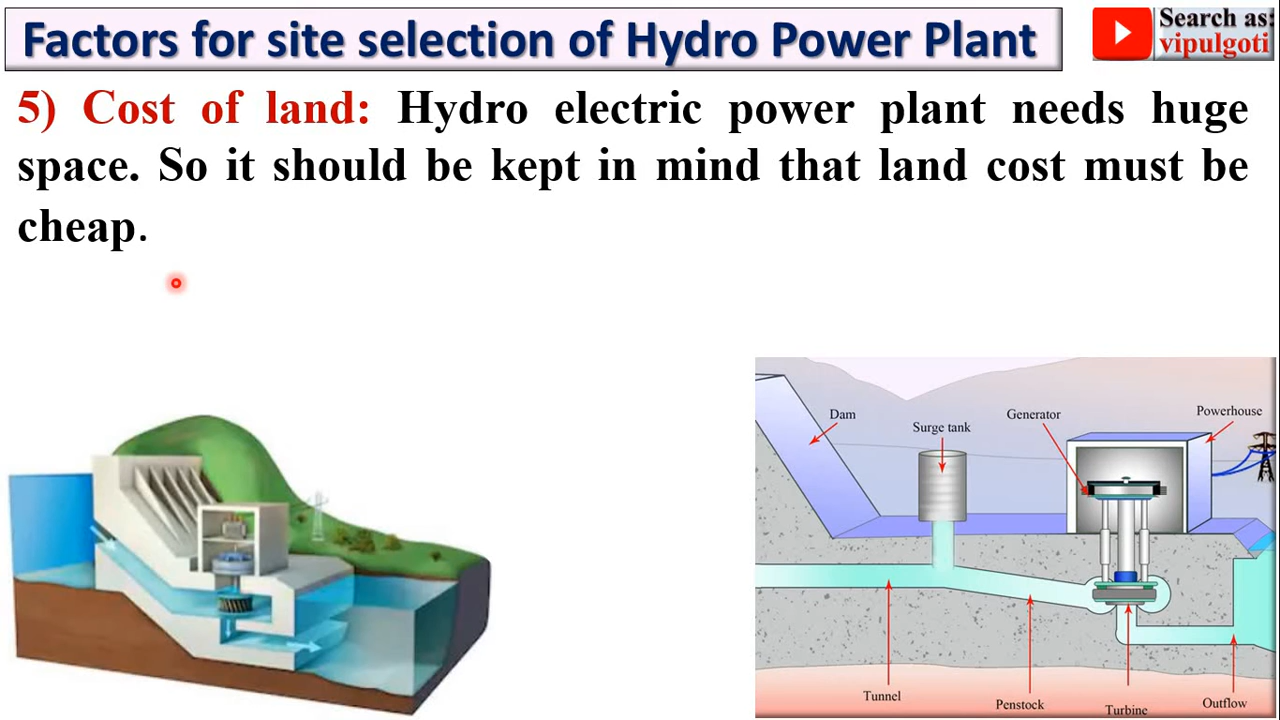 Factors for site selection of Hydro Power Plant
Search as:
vipulgoti
5) Cost of land: Hydro electric power plant needs huge
space. So it should be kept in mind that land cost must be
cheap.
Dam
Surge tank
Generator
Powerhouse
Tunnel
Penstock
Turbine
Outflow